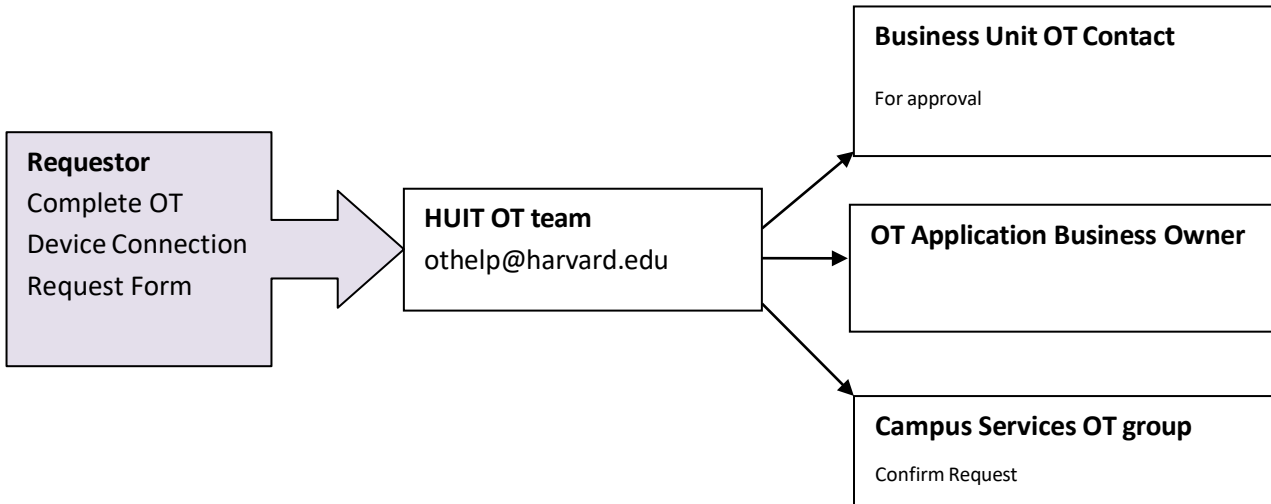 Requestor
Complete OT
Device Connection
Request Form
HUIT OT team
othelp@harvard.edu
Business Unit OT Contact
For approval
OT Application Business Owner
Campus Services OT group
Confirm Request